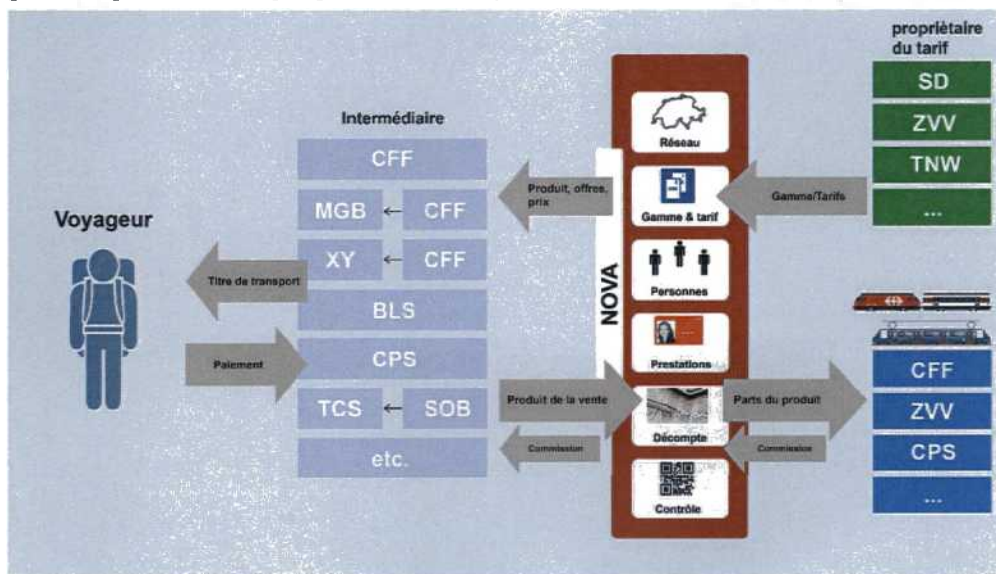 propriètaire
du tarif
SD
ZVV
TNW
...
Intermédiaire
CFF
MGB ← CFF
XY ← CFF
BLS
CPS
TCS ← SOB
etc.
Voyageur
Titre de transport
Paiement
Produit, offres,
prix
Produit de la vente
Commission
NOVA
Réseau
Gamme & tarif
Personnes
Prestations
Décompte
Contrôle
Gamme/Tarifs
Parts du produit
Commission
CFF
ZVV
CPS
...